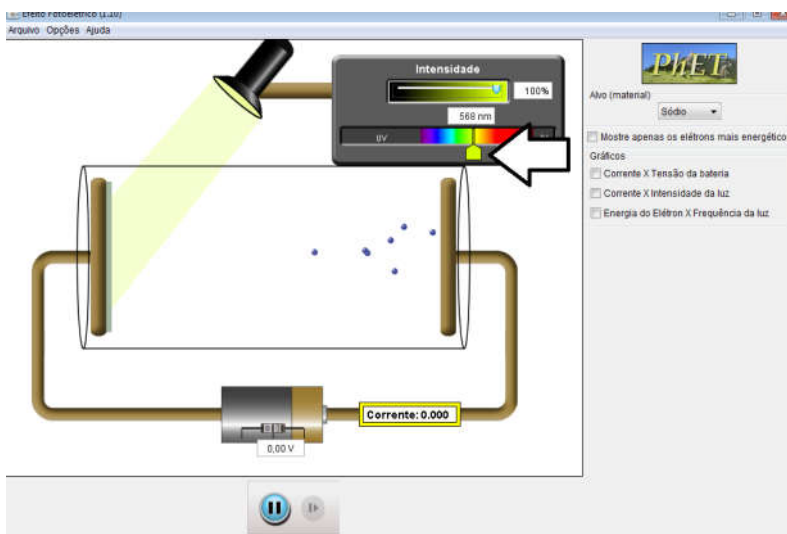 Efeito Fotoelétrico (1.10)
Arquivo Opções Ajuda
Intensidade
100%
568 nm
UV
PhET
Alvo (material)
Sódio
Mostre apenas os elétrons mais energético
Gráficos
Corrente X Tensão da bateria
Corrente X Intensidade da luz
Energia do Elétron X Frequência da luz
Corrente: 0.000
0,00 V